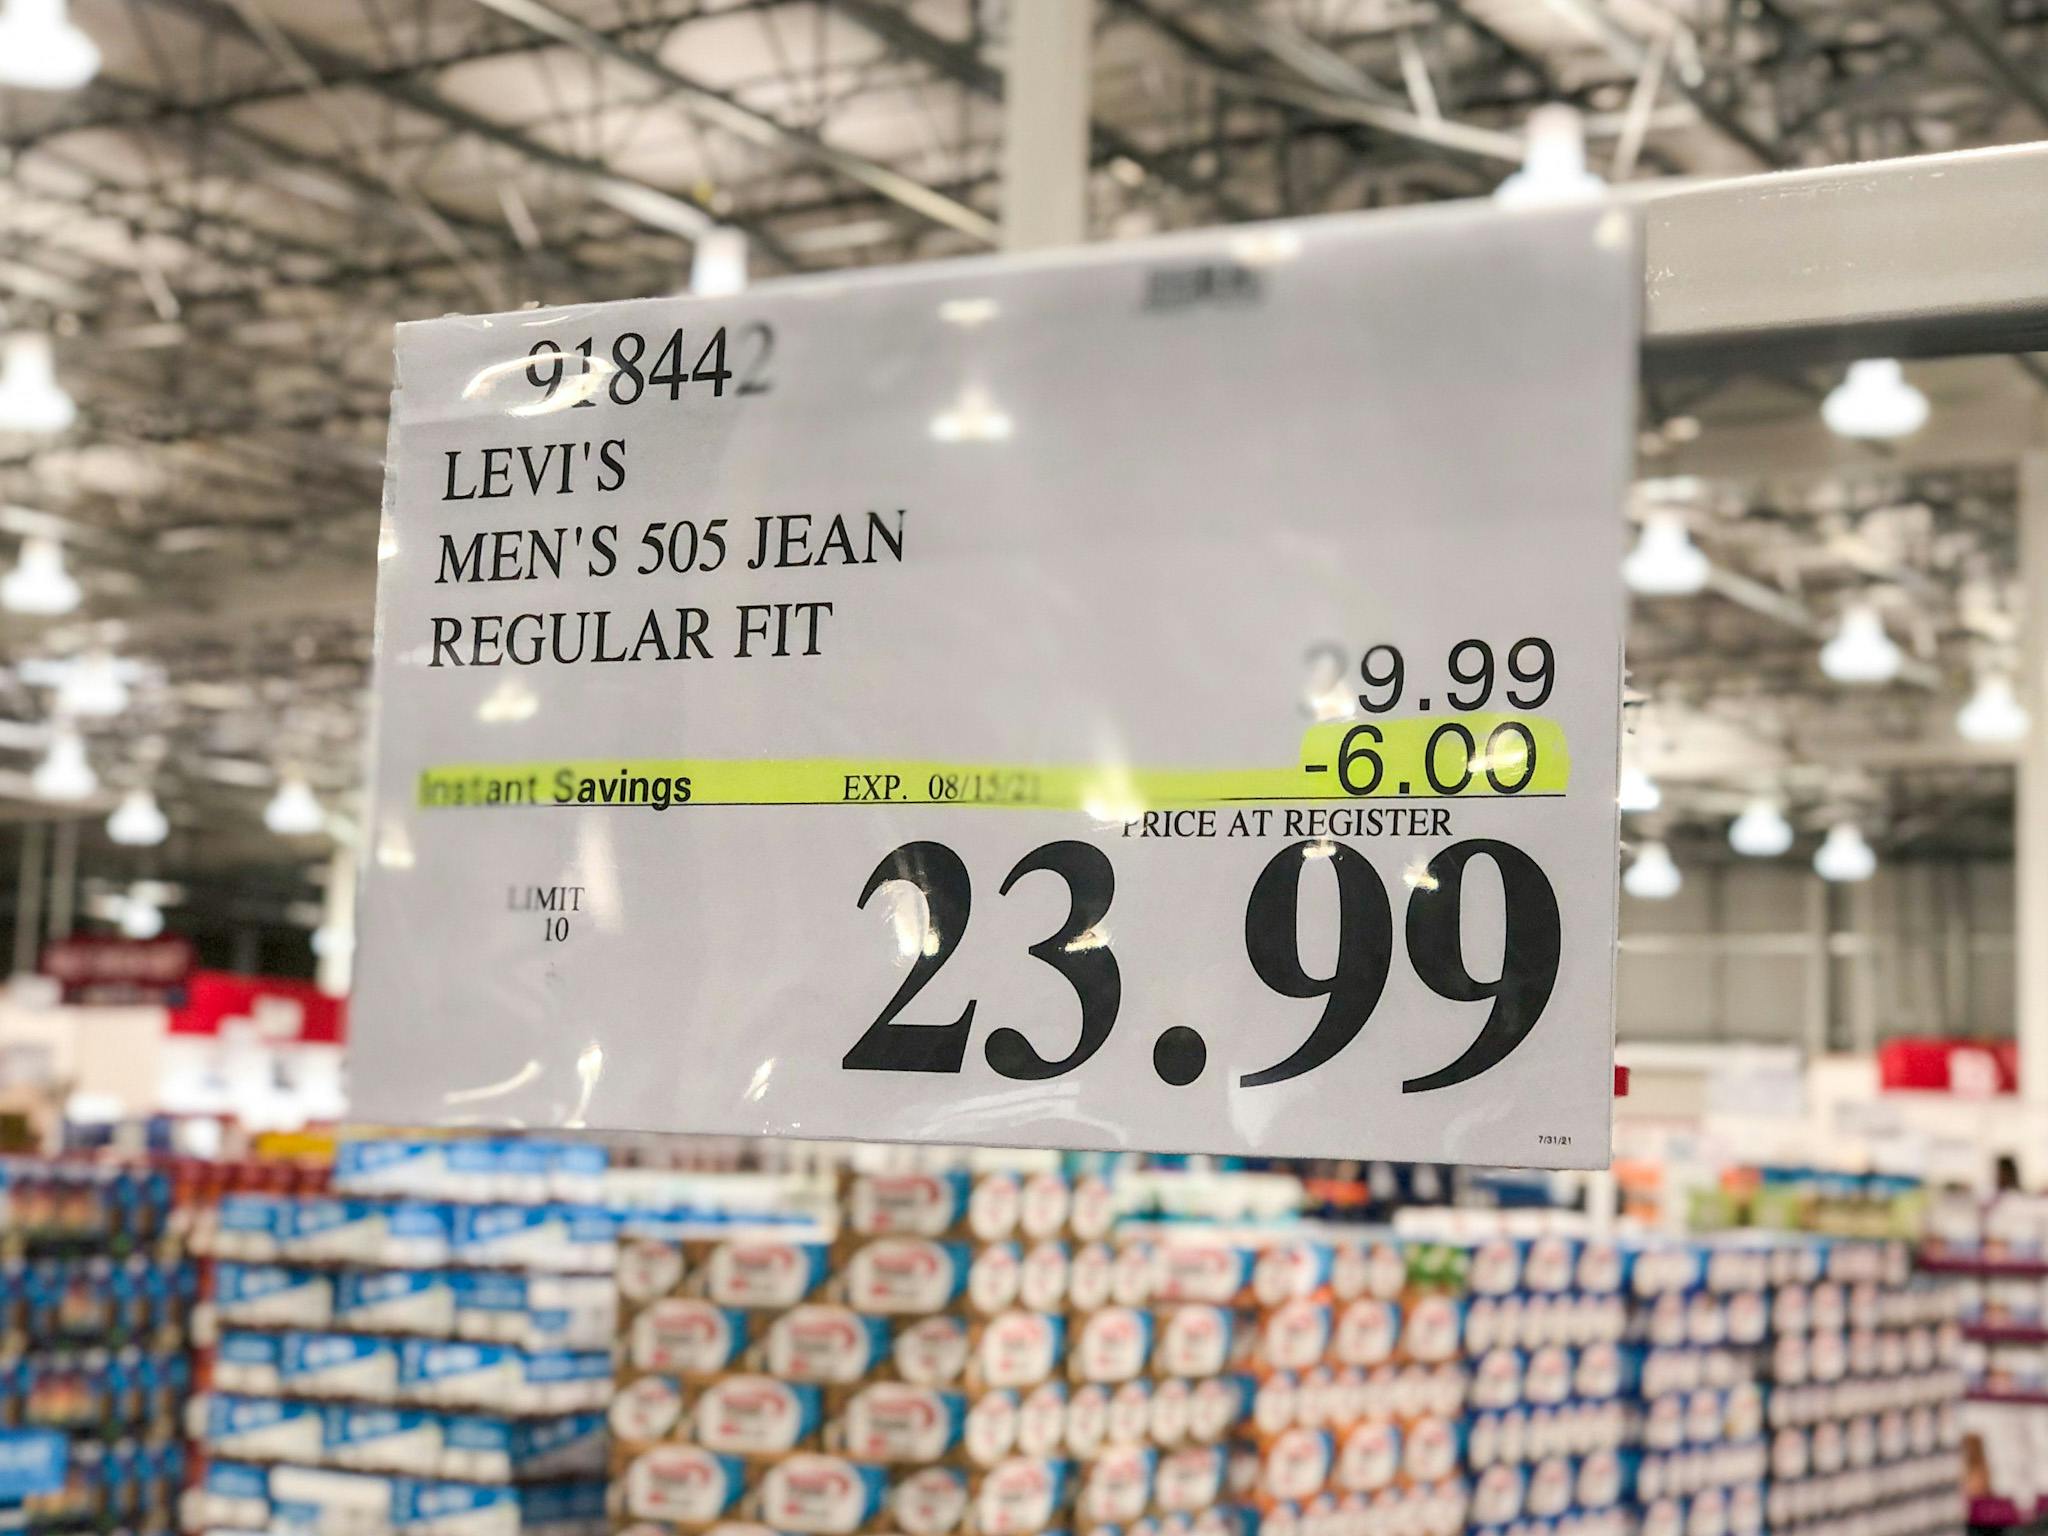 918442
LEVI'S
MEN'S 505 JEAN
REGULAR FIT
29.99
-6.00
Instant Savings EXP. 08/15/21
PRICE AT REGISTER
23.99
LIMIT
10
7/31/21